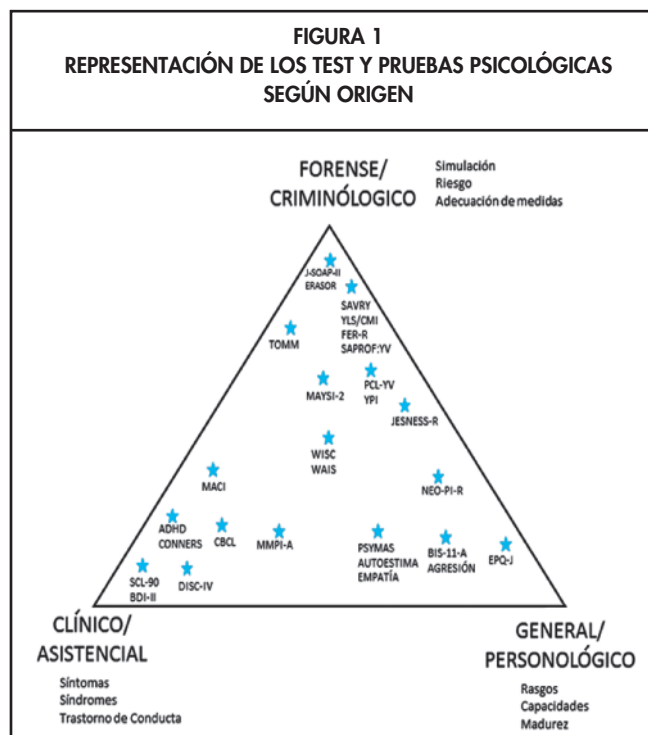 FIGURA 1
REPRESENTACIÓN DE LOS TEST Y PRUEBAS PSICOLÓGICAS
SEGÚN ORIGEN
FORENSE/
CRIMINÓLOGICO
Simulación
Riesgo
Adecuación de medidas
J-SOAP-II
ERASOR
SAVRY
YLS/CMI
FER-R
SAPROF:YV
TOMM
MAYSI-2
PCL-YV
YPI
JESNESS-R
WISC
WAIS
MACI
NEO-PI-R
ADHD
CONNERS
CBCL
MMPI-A
PSYMAS
AUTOESTIMA
EMPATÍA
BIS-11-A
AGRESIÓN
EPQ-J
SCL-90
BDI-II
DISC-IV
CLÍNICO/
ASISTENCIAL
Síntomas
Síndromes
Trastorno de Conducta
GENERAL/
PERSONOLÓGICO
Rasgos
Capacidades
Madurez